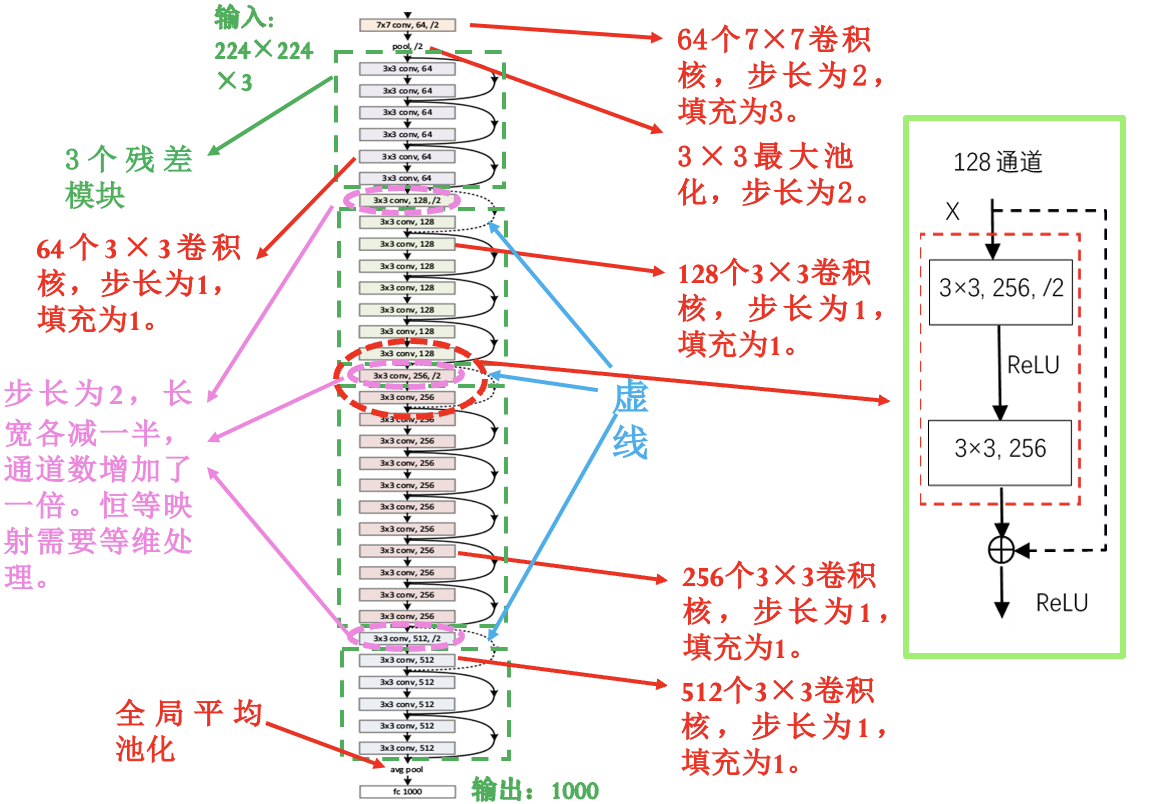 输入:
224×224
×3
7x7 conv, 64, /2
pool, /2
3x3 conv, 64
3x3 conv, 64
3x3 conv, 64
3x3 conv, 64
3x3 conv, 64
3x3 conv, 64
3x3 conv, 128, /2
3x3 conv, 128
3x3 conv, 128
3x3 conv, 128
3x3 conv, 128
3x3 conv, 128
3x3 conv, 128
3x3 conv, 128
3x3 conv, 256, /2
3x3 conv, 256
3x3 conv, 256
3x3 conv, 256
3x3 conv, 256
3x3 conv, 256
3x3 conv, 256
3x3 conv, 256
3x3 conv, 256
3x3 conv, 256
3x3 conv, 256
3x3 conv, 256
3x3 conv, 512, /2
3x3 conv, 512
3x3 conv, 512
3x3 conv, 512
3x3 conv, 512
3x3 conv, 512
avg pool
fc 1000
输出：1000
3个残差
模块
64个3×3卷积
核，步长为1，
填充为1。
步长为2，长
宽各减一半，
通道数增加了
一倍。恒等映
射需要等维处
理。
全局平均
池化
64个7×7卷积
核，步长为2，
填充为3。
3×3最大池
化，步长为2。
128个3×3卷积
核，步长为1，
填充为1。
虚
线
256个3×3卷积
核，步长为1，
填充为1。
512个3×3卷积
核，步长为1，
填充为1。
128通道
X
3×3, 256, /2
ReLU
3×3, 256
ReLU